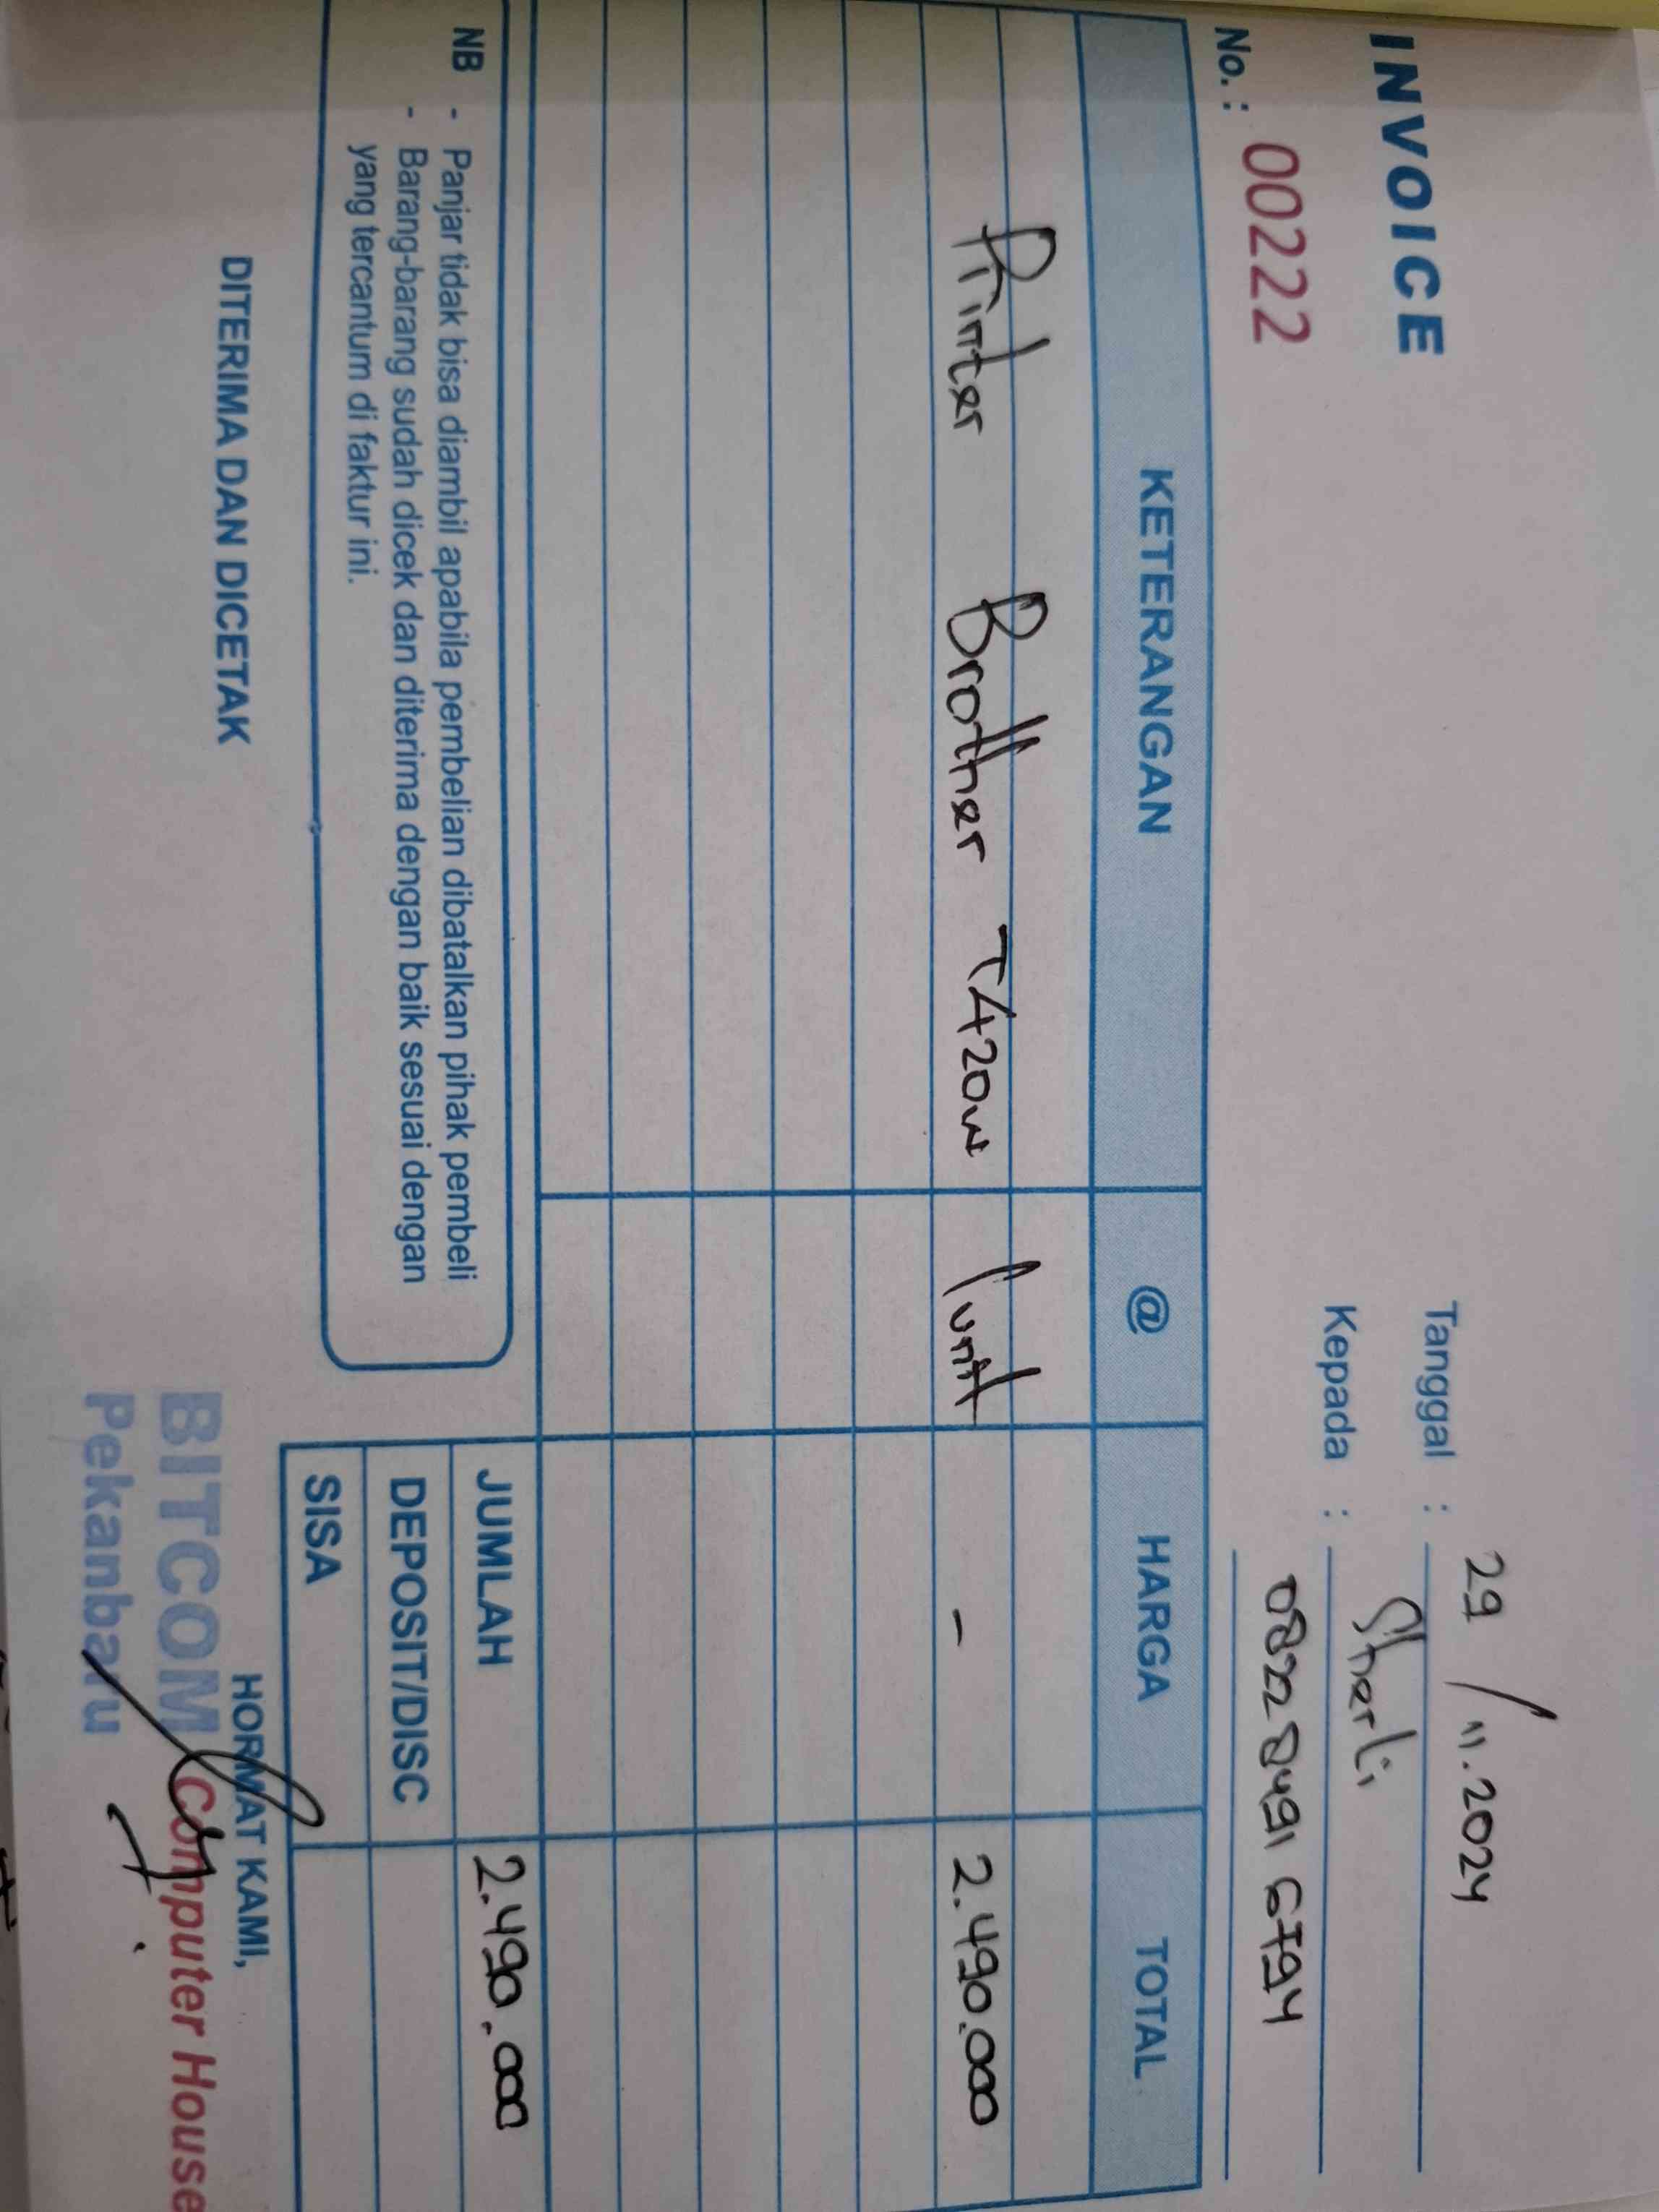 INVOICE
No. : 00222
Tanggal : 29 / 11.2024
Kepada : Sherli
0822 8491 6794
KETERANGAN @ HARGA TOTAL
Printer Brother T420W 1 unit - 2.490.000
JUMLAH 2.490.000
DEPOSIT/DISC
SISA
NB - Panjar tidak bisa diambil apabila pembelian dibatalkan pihak pembeli
- Barang-barang sudah dicek dan diterima dengan baik sesuai dengan
yang tercantum di faktur ini.
DITERIMA DAN DICETAK
HORMAT KAMI,
BITCOM Computer House
Pekanbaru